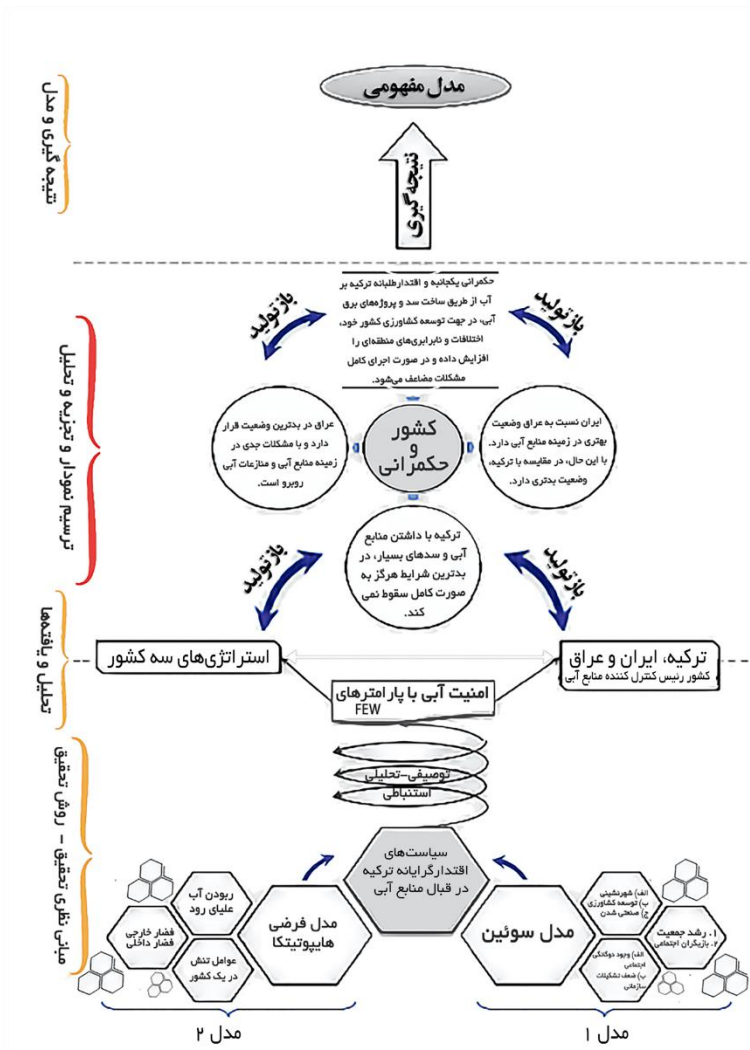 مدل مفهومی
نتیجه‌گیری
نتیجه گیری و مدل
حکمرانی یکجانبه و اقتدارطلبانه ترکیه بر
آب از طریق ساخت سد و پروژه‌های برق
آبی، در جهت توسعه کشاورزی کشور خود،
اختلافات و نابرابری‌های منطقه‌ای را
افزایش داده و در صورت اجرای کامل
مشکلات مضاعف می‌شود.
بازتولید
بازتولید
ایران نسبت به عراق وضعیت
بهتری در زمینه منابع آبی دارد.
با این حال، در مقایسه با ترکیه،
وضعیت بدتری دارد.
کشور
و
حکمرانی
عراق در بدترین وضعیت قرار
دارد و با مشکلات جدی در
زمینه منابع آبی و منازعات آبی
روبرو است.
ترسیم نمودار و تجزیه و تحلیل
ترکیه با داشتن منابع
آبی و سدهای بسیار، در
بدترین شرایط هرگز به
صورت کامل سقوط نمی
کند.
بازتولید
بازتولید
ترکیه، ایران و عراق
کشور رئیس کنترل کننده منابع آبی
استراتژی‌های سه کشور
تحلیل و یافته‌ها
امنیت آبی با پارامترهای
FEW
توصیفی-تحلیلی
استنباطی
مبانی نظری تحقیق - روش تحقیق
سیاست‌های
اقتدارگرایانه ترکیه
در قبال منابع آبی
مدل سوئین
الف) شهرنشینی
ب) توسعه کشاورزی
ج) صنعتی شدن
۱. رشد جمعیت
۲. بازیگران اجتماعی
الف) وجود دوگانگی
اجتماعی
ب) ضعف تشکیلات
سازمانی
مدل فرضی
هایپوتیتکا
ربودن آب
علیای رود
فضار خارجی
فضار داخلی
عوامل تنش
در یک کشور
مدل ۱
مدل ۲